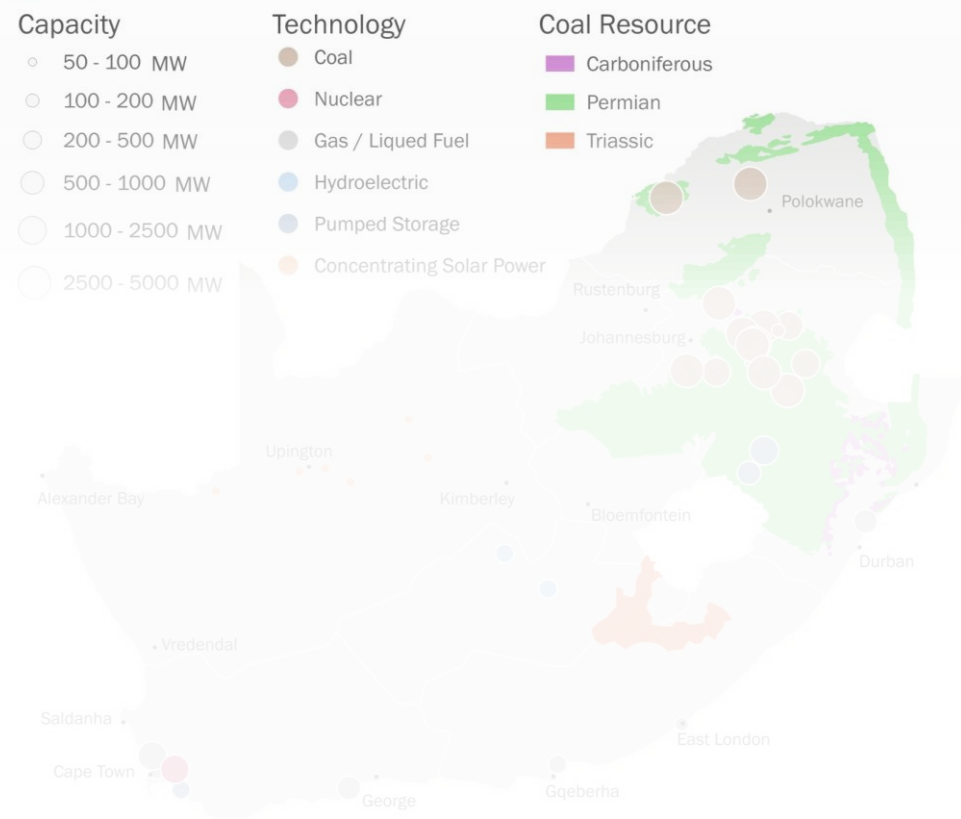 Capacity
50 - 100 MW
100 - 200 MW
200 - 500 MW
500 - 1000 MW
1000 - 2500 MW
2500 - 5000 MW
Technology
Coal
Nuclear
Gas / Liqued Fuel
Hydroelectric
Pumped Storage
Concentrating Solar Power
Coal Resource
Carboniferous
Permian
Triassic
Polokwane
Rustenburg
Johannesburg
Upington
Alexander Bay
Kimberley
Bloemfontein
Durban
Vredendal
Saldanha
East London
Cape Town
Gqeberha
George